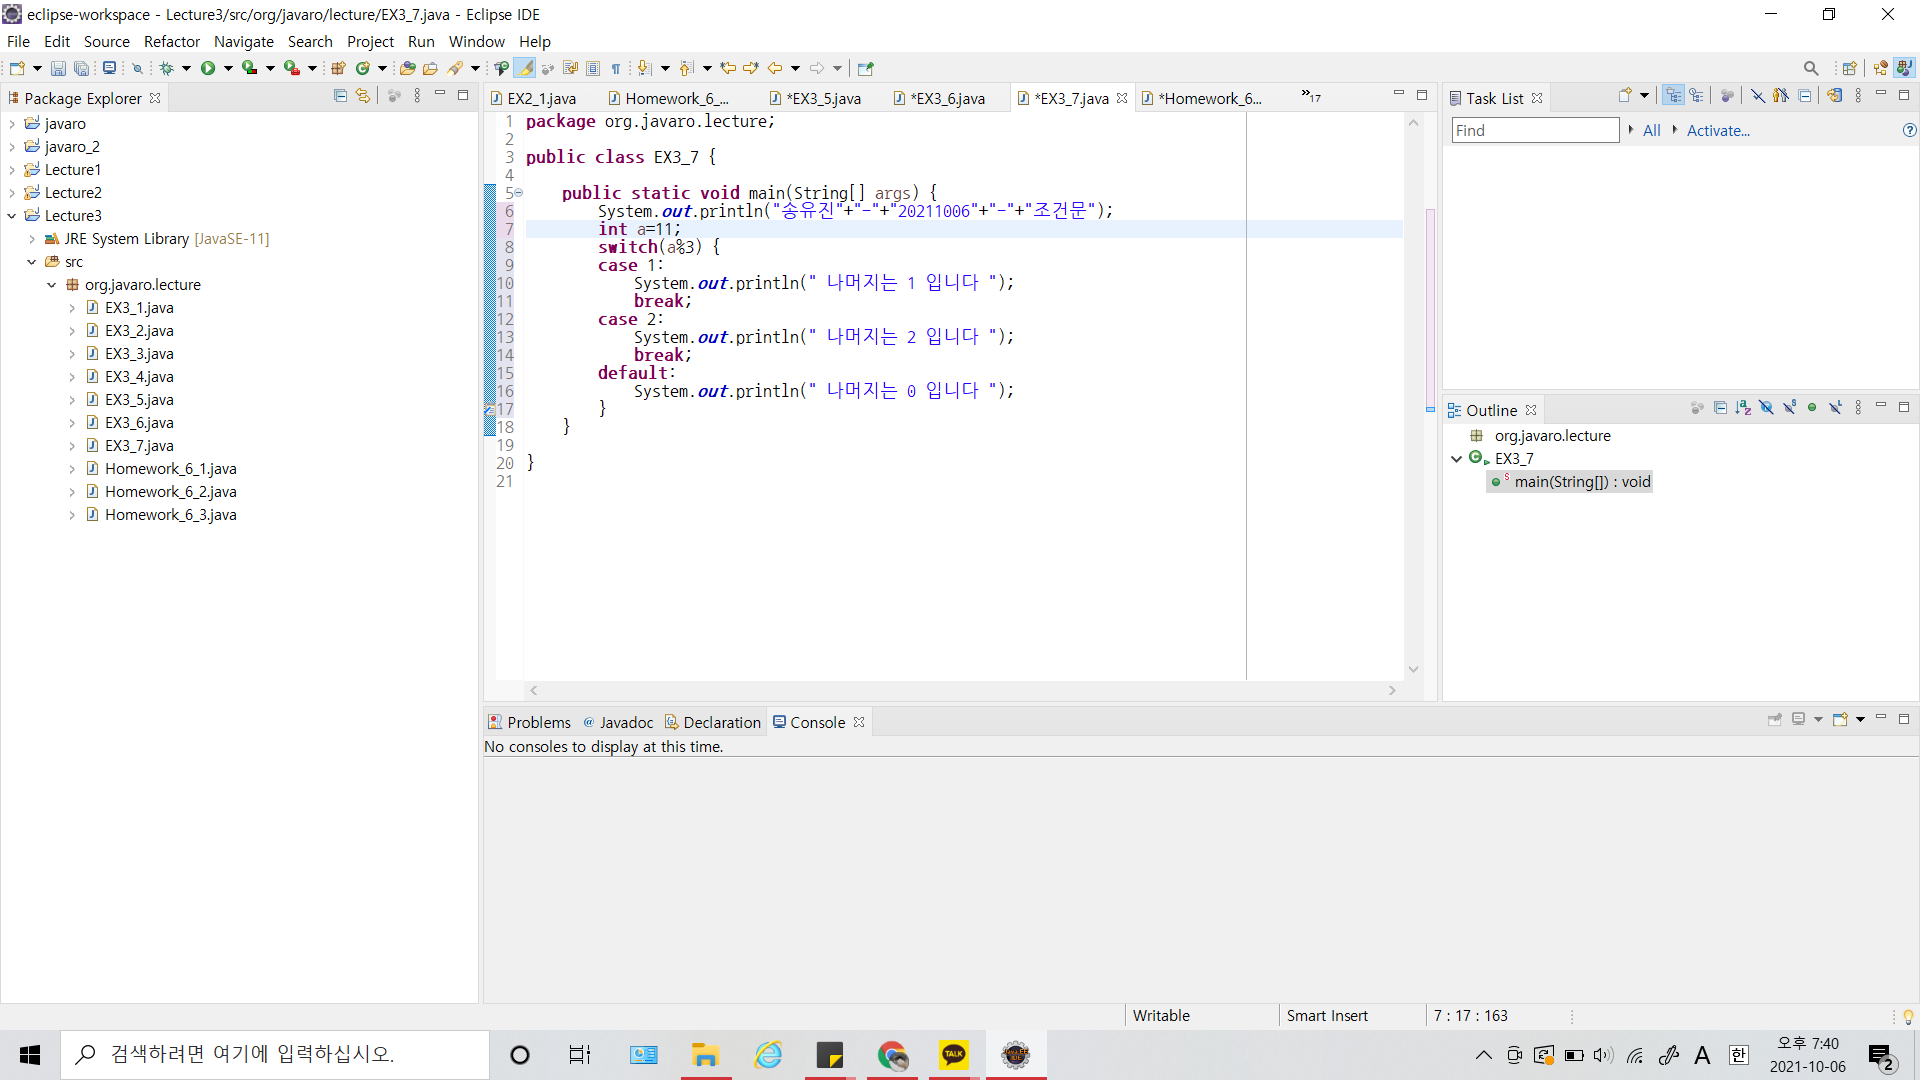 eclipse-workspace - Lecture3/src/org/javaro/lecture/EX3_7.java - Eclipse IDE
File Edit Source Refactor Navigate Search Project Run Window Help
Package Explorer
javaro
javaro_2
Lecture1
Lecture2
Lecture3
JRE System Library [JavaSE-11]
src
org.javaro.lecture
EX3_1.java
EX3_2.java
EX3_3.java
EX3_4.java
EX3_5.java
EX3_6.java
EX3_7.java
Homework_6_1.java
Homework_6_2.java
Homework_6_3.java
EX2_1.java Homework_6_... *EX3_5.java *EX3_6.java *EX3_7.java *Homework_6... »17
1 package org.javaro.lecture;
2
3 public class EX3_7 {
4
5 public static void main(String[] args) {
6 System.out.println("송유진"+"-"+"20211006"+"-"+"조건문");
7 int a=11;
8 switch(a%3) {
9 case 1:
10 System.out.println(" 나머지는 1 입니다 ");
11 break;
12 case 2:
13 System.out.println(" 나머지는 2 입니다 ");
14 break;
15 default:
16 System.out.println(" 나머지는 0 입니다 ");
17 }
18 }
19
20 }
21
Task List
Find All Activate...
Outline
org.javaro.lecture
EX3_7
main(String[]) : void
Problems @ Javadoc Declaration Console
No consoles to display at this time.
Writable Smart Insert 7 : 17 : 163
검색하려면 여기에 입력하십시오.
TALK
A 한 오후 7:40
2021-10-06
2